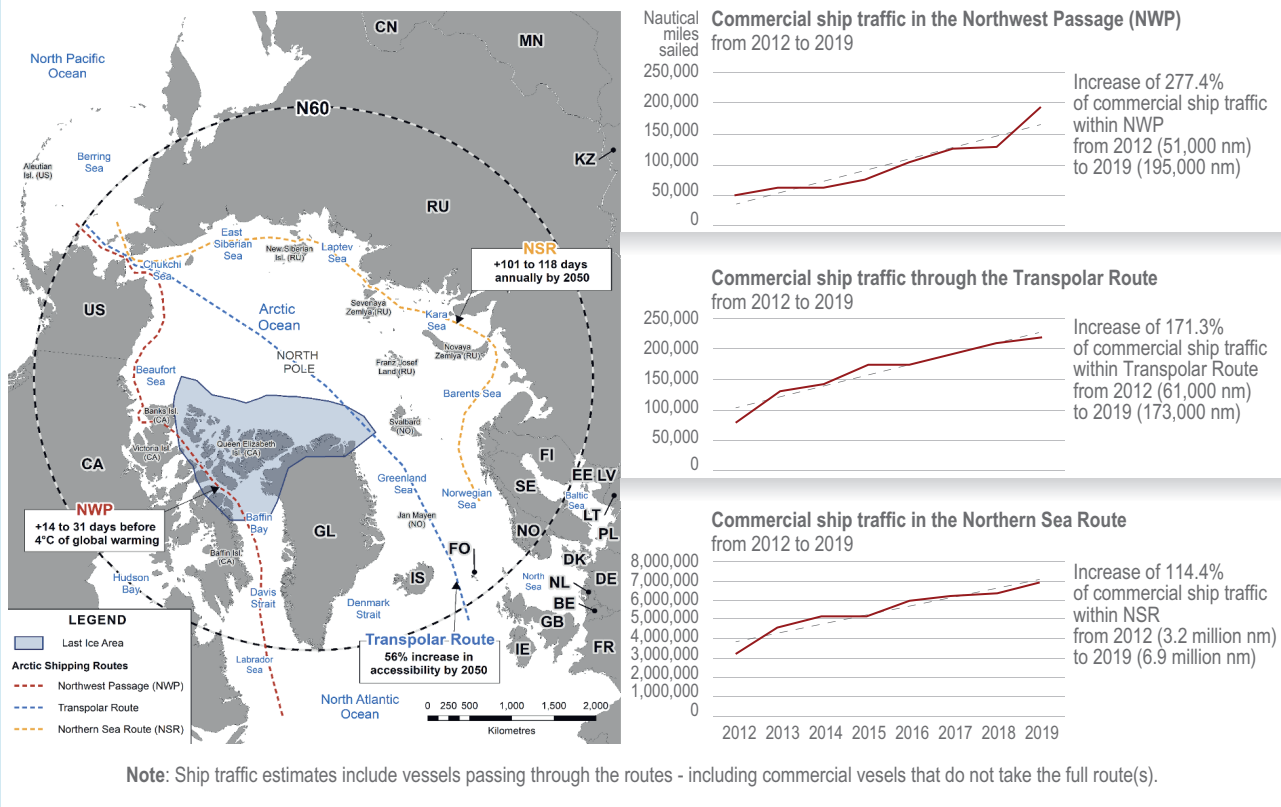 North Pacific
Ocean
CN
MN
N60
KZ
Aleutian
Isl. (US)
Berring
Sea
RU
East
Siberian
Sea
New Siberian
Isl. (RU)
Laptev
Sea
Chukchi
Sea
NSR
+101 to 118 days
annually by 2050
US
Arctic
Ocean
Severnaya
Zemlya (RU)
Kara
Sea
NORTH
POLE
Novaya
Zemlya (RU)
Franz Josef
Land (RU)
Beaufort
Sea
Barents Sea
Banks Isl.
(CA)
Svalbard
(NO)
Victoria Isl.
(CA)
Queen Elizabeth
Isl. (CA)
CA
FI
Greenland
Sea
SE
EE
LV
Norwegian
Sea
Baltic
Sea
NWP
+14 to 31 days before
4°C of global warming
Baffin
Bay
Jan Mayen
(NO)
LT
GL
NO
PL
Baffin Isl.
(CA)
FO
DK
Hudson
Bay
IS
North
Sea
NL
DE
Davis
Strait
Denmark
Strait
BE
GB
Transpolar Route
56% increase in
accessibility by 2050
IE
FR
Labrador
Sea
North Atlantic
Ocean
LEGEND
Last Ice Area
Arctic Shipping Routes
Northwest Passage (NWP)
Transpolar Route
Northern Sea Route (NSR)
0 250 500 1,000 1,500 2,000
Kilometres
Nautical
miles
sailed
Commercial ship traffic in the Northwest Passage (NWP)
from 2012 to 2019
250,000
200,000
150,000
100,000
50,000
0
Increase of 277.4%
of commercial ship traffic
within NWP
from 2012 (51,000 nm)
to 2019 (195,000 nm)
Commercial ship traffic through the Transpolar Route
from 2012 to 2019
250,000
200,000
150,000
100,000
50,000
0
Increase of 171.3%
of commercial ship traffic
within Transpolar Route
from 2012 (61,000 nm)
to 2019 (173,000 nm)
Commercial ship traffic in the Northern Sea Route
from 2012 to 2019
8,000,000
7,000,000
6,000,000
5,000,000
4,000,000
3,000,000
2,000,000
1,000,000
0
2012 2013 2014 2015 2016 2017 2018 2019
Increase of 114.4%
of commercial ship traffic
within NSR
from 2012 (3.2 million nm)
to 2019 (6.9 million nm)
Note: Ship traffic estimates include vessels passing through the routes - including commercial vesels that do not take the full route(s).